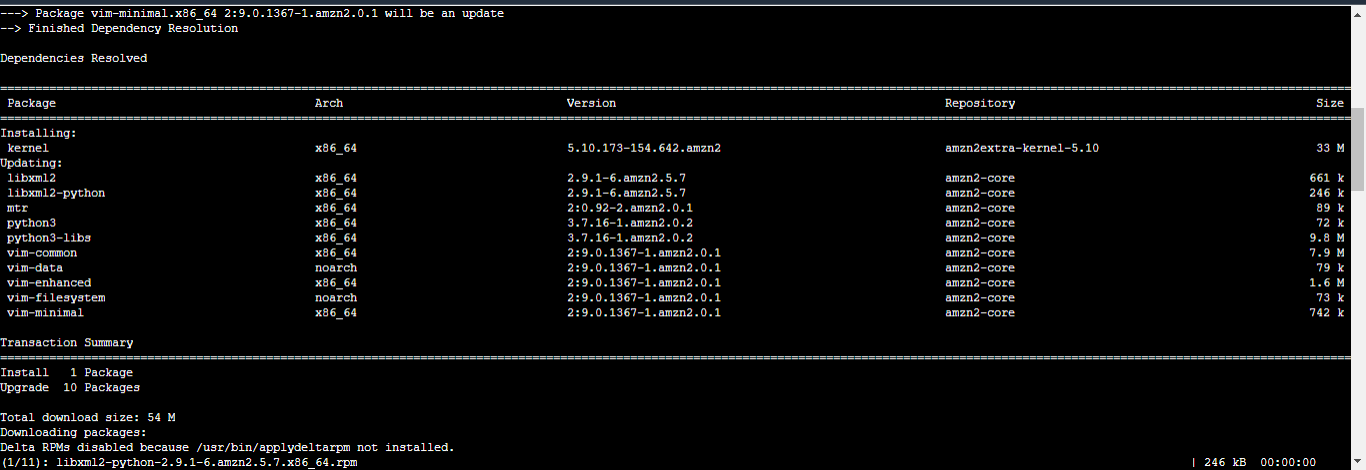 ---> Package vim-minimal.x86_64 2:9.0.1367-1.amzn2.0.1 will be an update
--> Finished Dependency Resolution
Dependencies Resolved
================================================================================
Package Arch Version Repository Size
================================================================================
Installing:
kernel x86_64 5.10.173-154.642.amzn2 amzn2extra-kernel-5.10 33 M
Updating:
libxml2 x86_64 2.9.1-6.amzn2.5.7 amzn2-core 661 k
libxml2-python x86_64 2.9.1-6.amzn2.5.7 amzn2-core 246 k
mtr x86_64 2:0.92-2.amzn2.0.1 amzn2-core 89 k
python3 x86_64 3.7.16-1.amzn2.0.2 amzn2-core 72 k
python3-libs x86_64 3.7.16-1.amzn2.0.2 amzn2-core 9.8 M
vim-common x86_64 2:9.0.1367-1.amzn2.0.1 amzn2-core 7.9 M
vim-data noarch 2:9.0.1367-1.amzn2.0.1 amzn2-core 79 k
vim-enhanced x86_64 2:9.0.1367-1.amzn2.0.1 amzn2-core 1.6 M
vim-filesystem noarch 2:9.0.1367-1.amzn2.0.1 amzn2-core 73 k
vim-minimal x86_64 2:9.0.1367-1.amzn2.0.1 amzn2-core 742 k
Transaction Summary
================================================================================
Install 1 Package
Upgrade 10 Packages
Total download size: 54 M
Downloading packages:
Delta RPMs disabled because /usr/bin/applydeltarpm not installed.
(1/11): libxml2-python-2.9.1-6.amzn2.5.7.x86_64.rpm | 246 kB 00:00:00